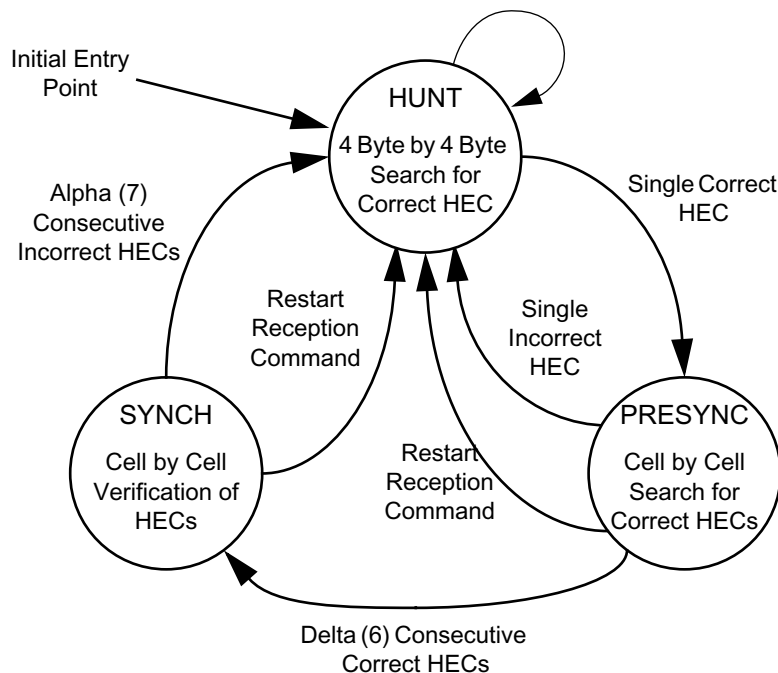 Initial Entry
Point
HUNT
4 Byte by 4 Byte
Search for
Correct HEC
Alpha (7)
Consecutive
Incorrect HECs
Single Correct
HEC
Restart
Reception
Command
Single
Incorrect
HEC
SYNCH
Cell by Cell
Verification of
HECs
Restart
Reception
Command
PRESYNC
Cell by Cell
Search for
Correct HECs
Delta (6) Consecutive
Correct HECs